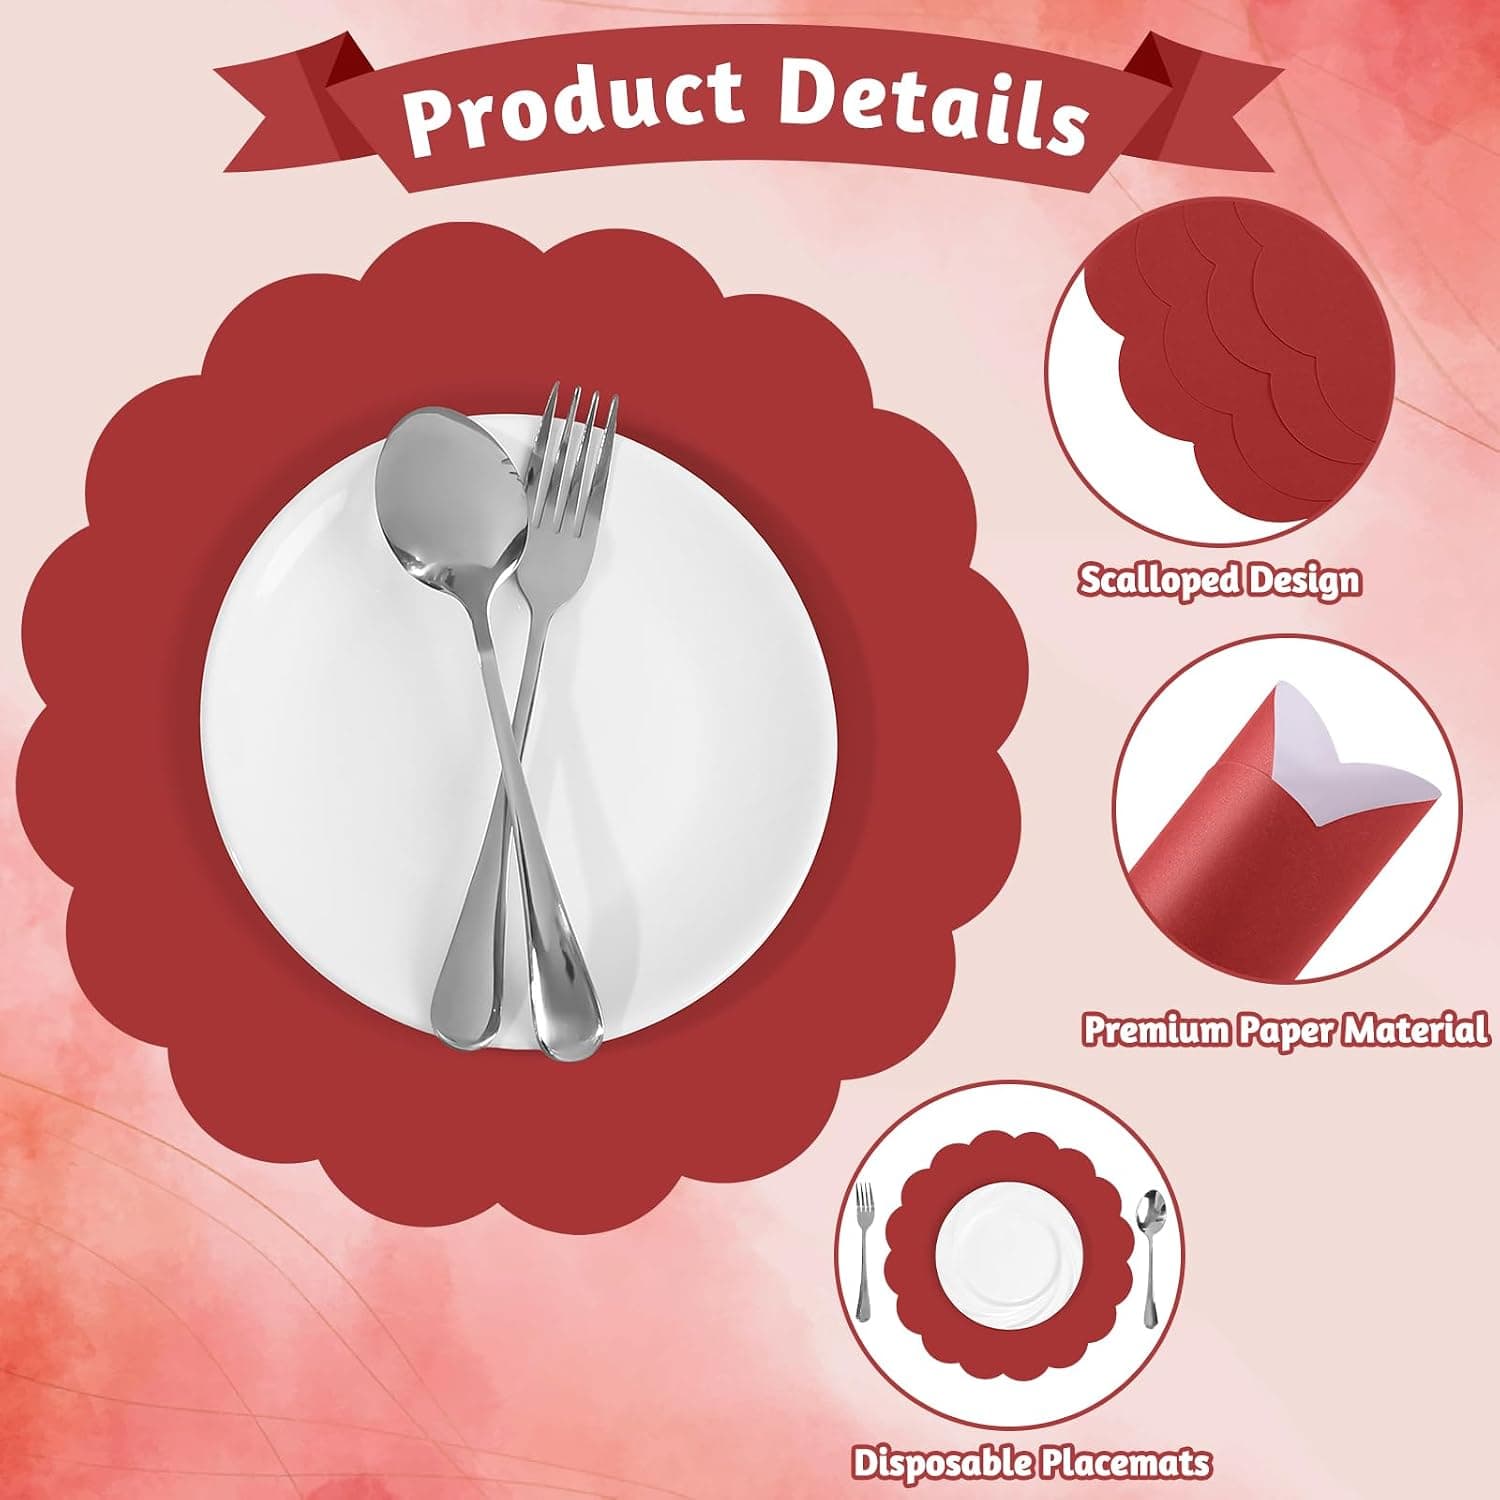 Product Details
Scalloped Design
Premium Paper Material
Disposable Placemats